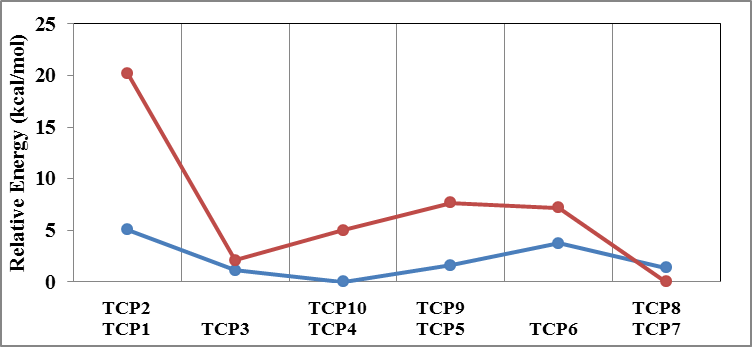 Relative Energy (kcal/mol)
25
20
15
10
5
0
TCP2 TCP10 TCP9 TCP8
TCP1 TCP3 TCP4 TCP5 TCP6 TCP7